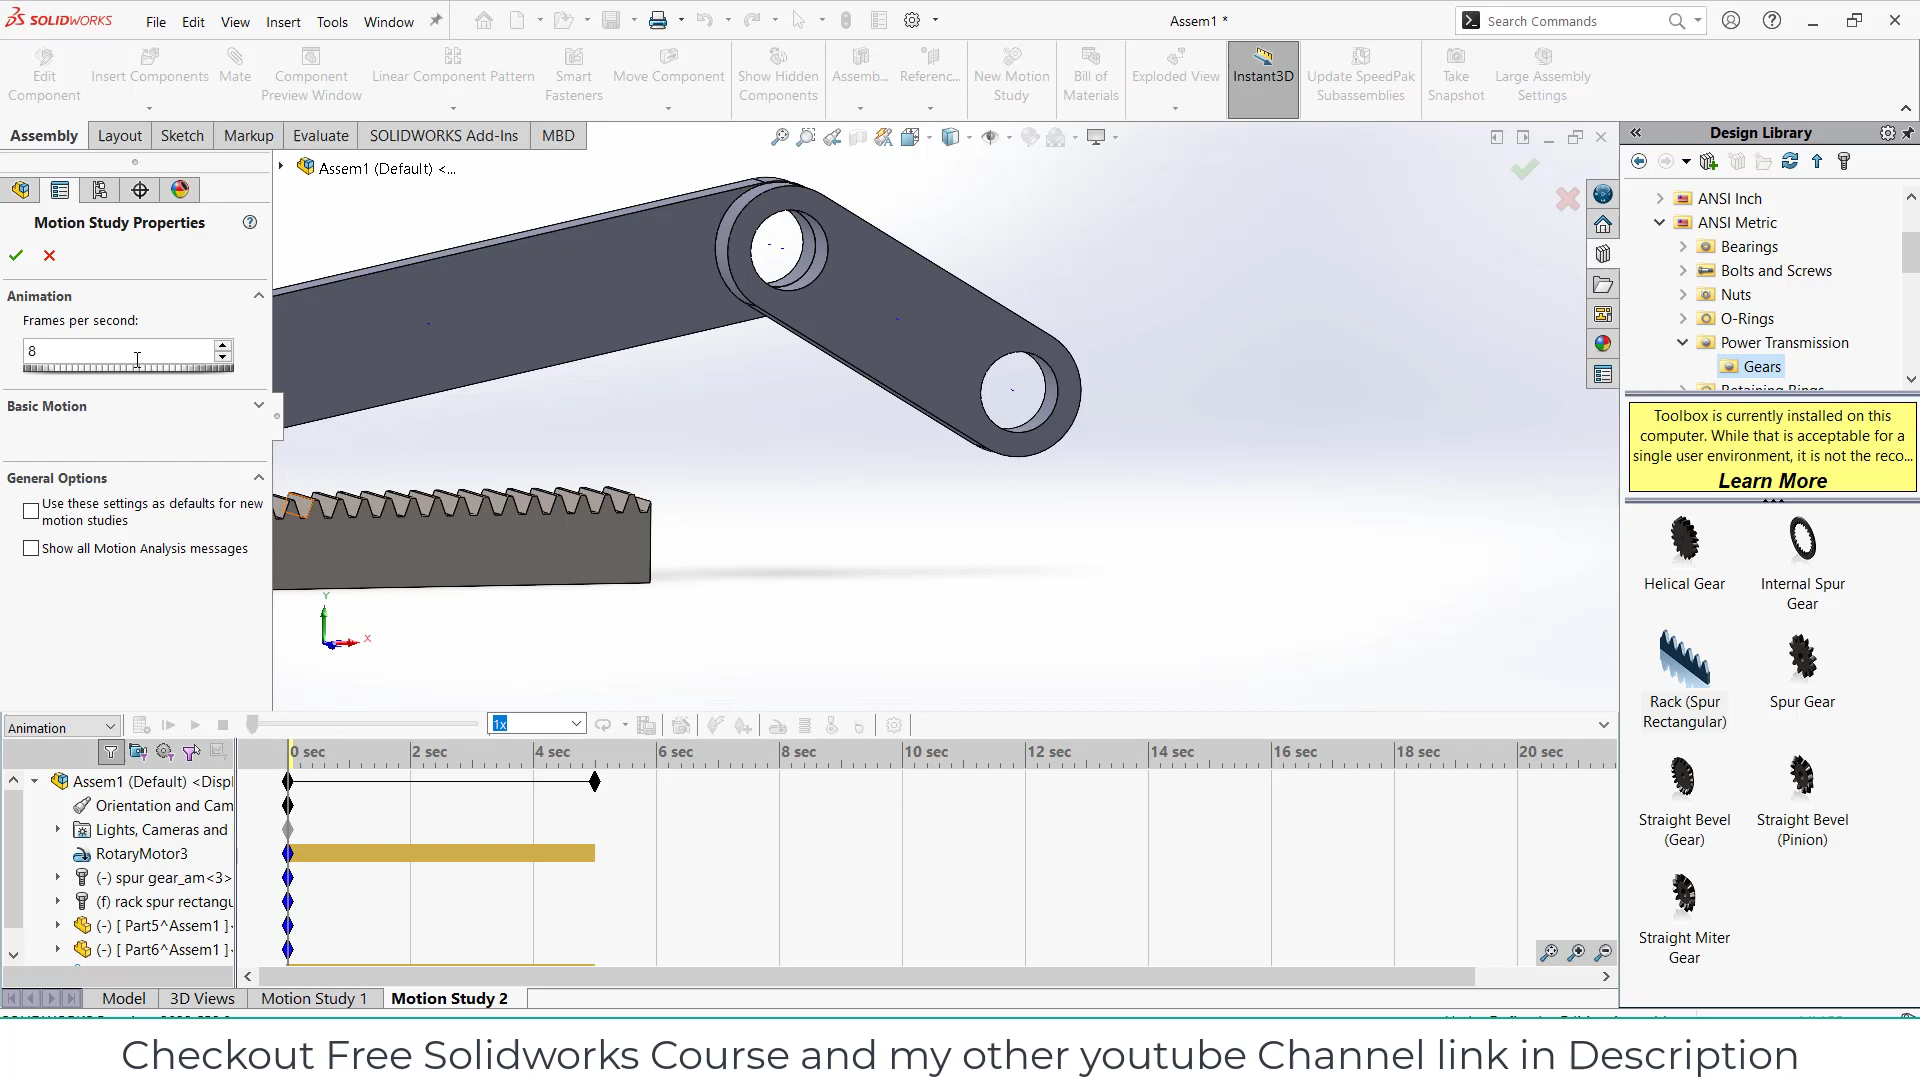 SOLIDWORKS File Edit View Insert Tools Window Assem1 * Search Commands
Edit Component
Insert Components
Mate
Component Preview Window
Linear Component Pattern
Smart Fasteners
Move Component
Show Hidden Components
Assemb...
Referenc...
New Motion Study
Bill of Materials
Exploded View
Instant3D
Update SpeedPak Subassemblies
Take Snapshot
Large Assembly Settings
Assembly Layout Sketch Markup Evaluate SOLIDWORKS Add-Ins MBD
Assem1 (Default) <...
Motion Study Properties
Animation
Frames per second:
8
Basic Motion
General Options
Use these settings as defaults for new
motion studies
Show all Motion Analysis messages
Y
X
Design Library
ANSI Inch
ANSI Metric
Bearings
Bolts and Screws
Nuts
O-Rings
Power Transmission
Gears
Retaining Rings
Toolbox is currently installed on this
computer. While that is acceptable for a
single user environment, it is not the reco...
Learn More
Helical Gear
Internal Spur
Gear
Rack (Spur
Rectangular)
Spur Gear
Straight Bevel
(Gear)
Straight Bevel
(Pinion)
Straight Miter
Gear
Animation 1x
0 sec 2 sec 4 sec 6 sec 8 sec 10 sec 12 sec 14 sec 16 sec 18 sec 20 sec
Assem1 (Default) <Displ
Orientation and Cam
Lights, Cameras and
RotaryMotor3
(-) spur gear_am<3>
(f) rack spur rectangu
(-) [ Part5^Assem1 ]
(-) [ Part6^Assem1 ]
Model 3D Views Motion Study 1 Motion Study 2
Checkout Free Solidworks Course and my other youtube Channel link in Description